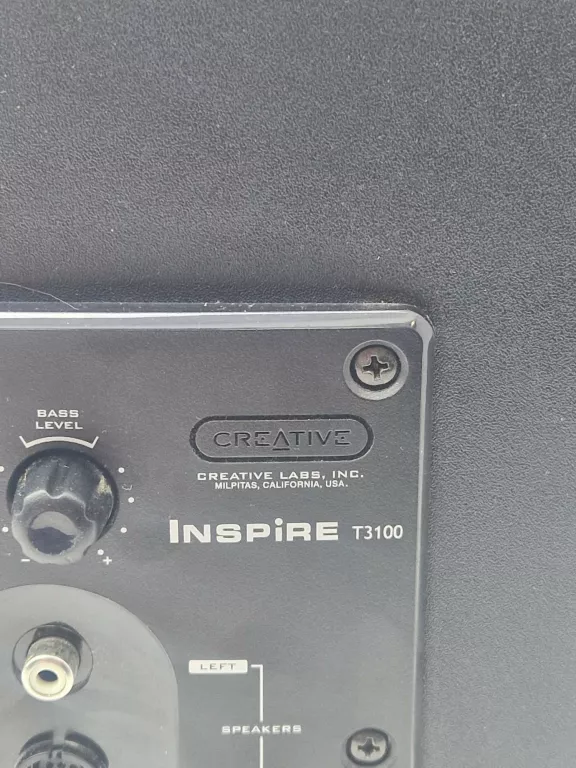 BASS
LEVEL
CREATIVE
CREATIVE LABS, INC.
MILPITAS, CALIFORNIA, USA.
- +
INSPiRE T3100
LEFT
SPEAKERS